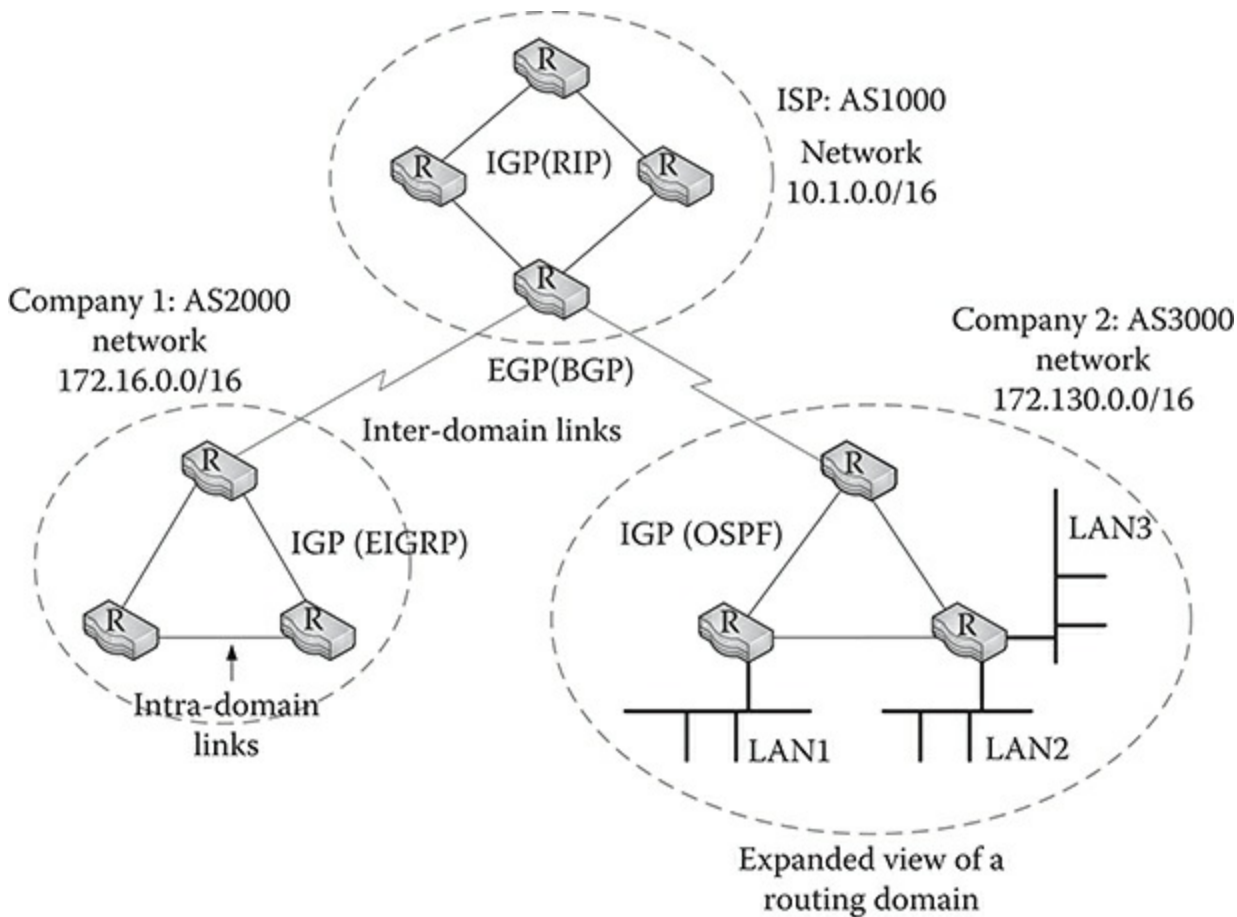 R
ISP: AS1000
Network
10.1.0.0/16
R
IGP(RIP)
R
R
Company 1: AS2000
network
172.16.0.0/16
EGP(BGP)
Inter-domain links
Company 2: AS3000
network
172.130.0.0/16
R
IGP (EIGRP)
R
R
Intra-domain
links
R
IGP (OSPF)
LAN3
R
R
LAN1
LAN2
Expanded view of a
routing domain